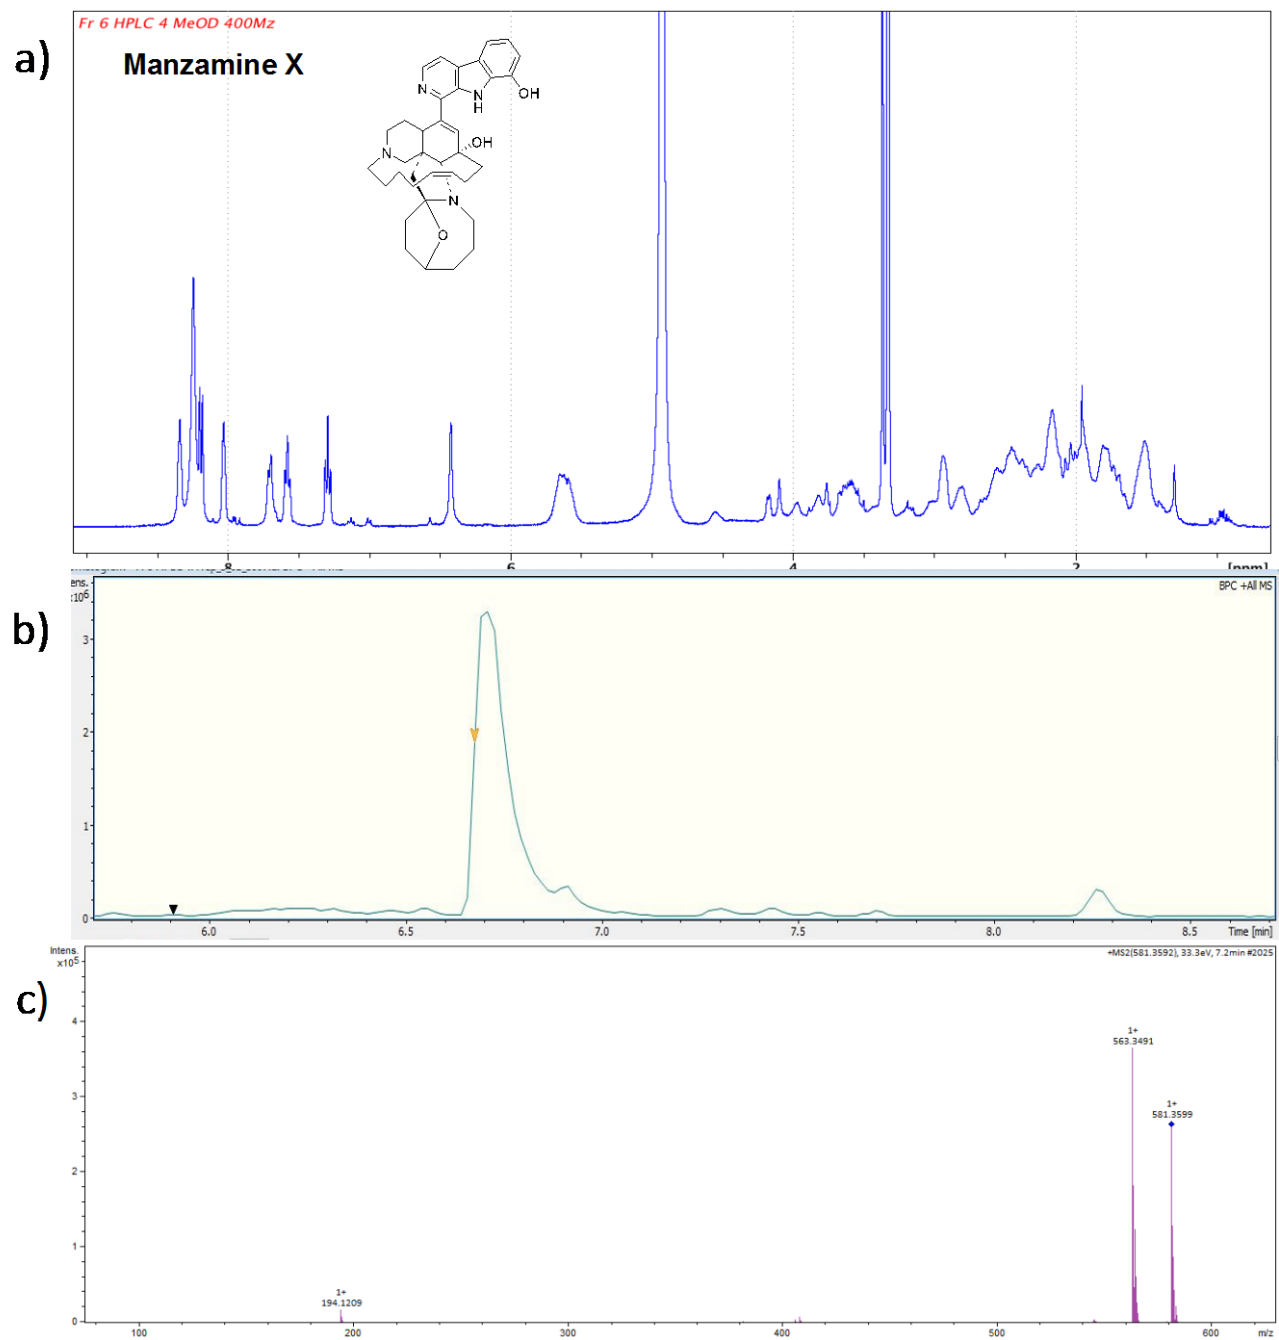 a)
Fr 6 HPLC 4 MeOD 400Mz
Manzamine X
N
N
H
OH
OH
N
N
O
8
6
4
2
[ppm]
b)
ens.
x10⁶
BPC +All MS
3
2
1
0
6.0
6.5
7.0
7.5
8.0
8.5
Time [min]
c)
Intens.
x10⁵
+MS2(581.3592), 33.3eV, 7.2min #2025
4
3
2
1
0
1+
563.3491
1+
581.3599
1+
194.1209
100
200
300
400
500
600
m/z